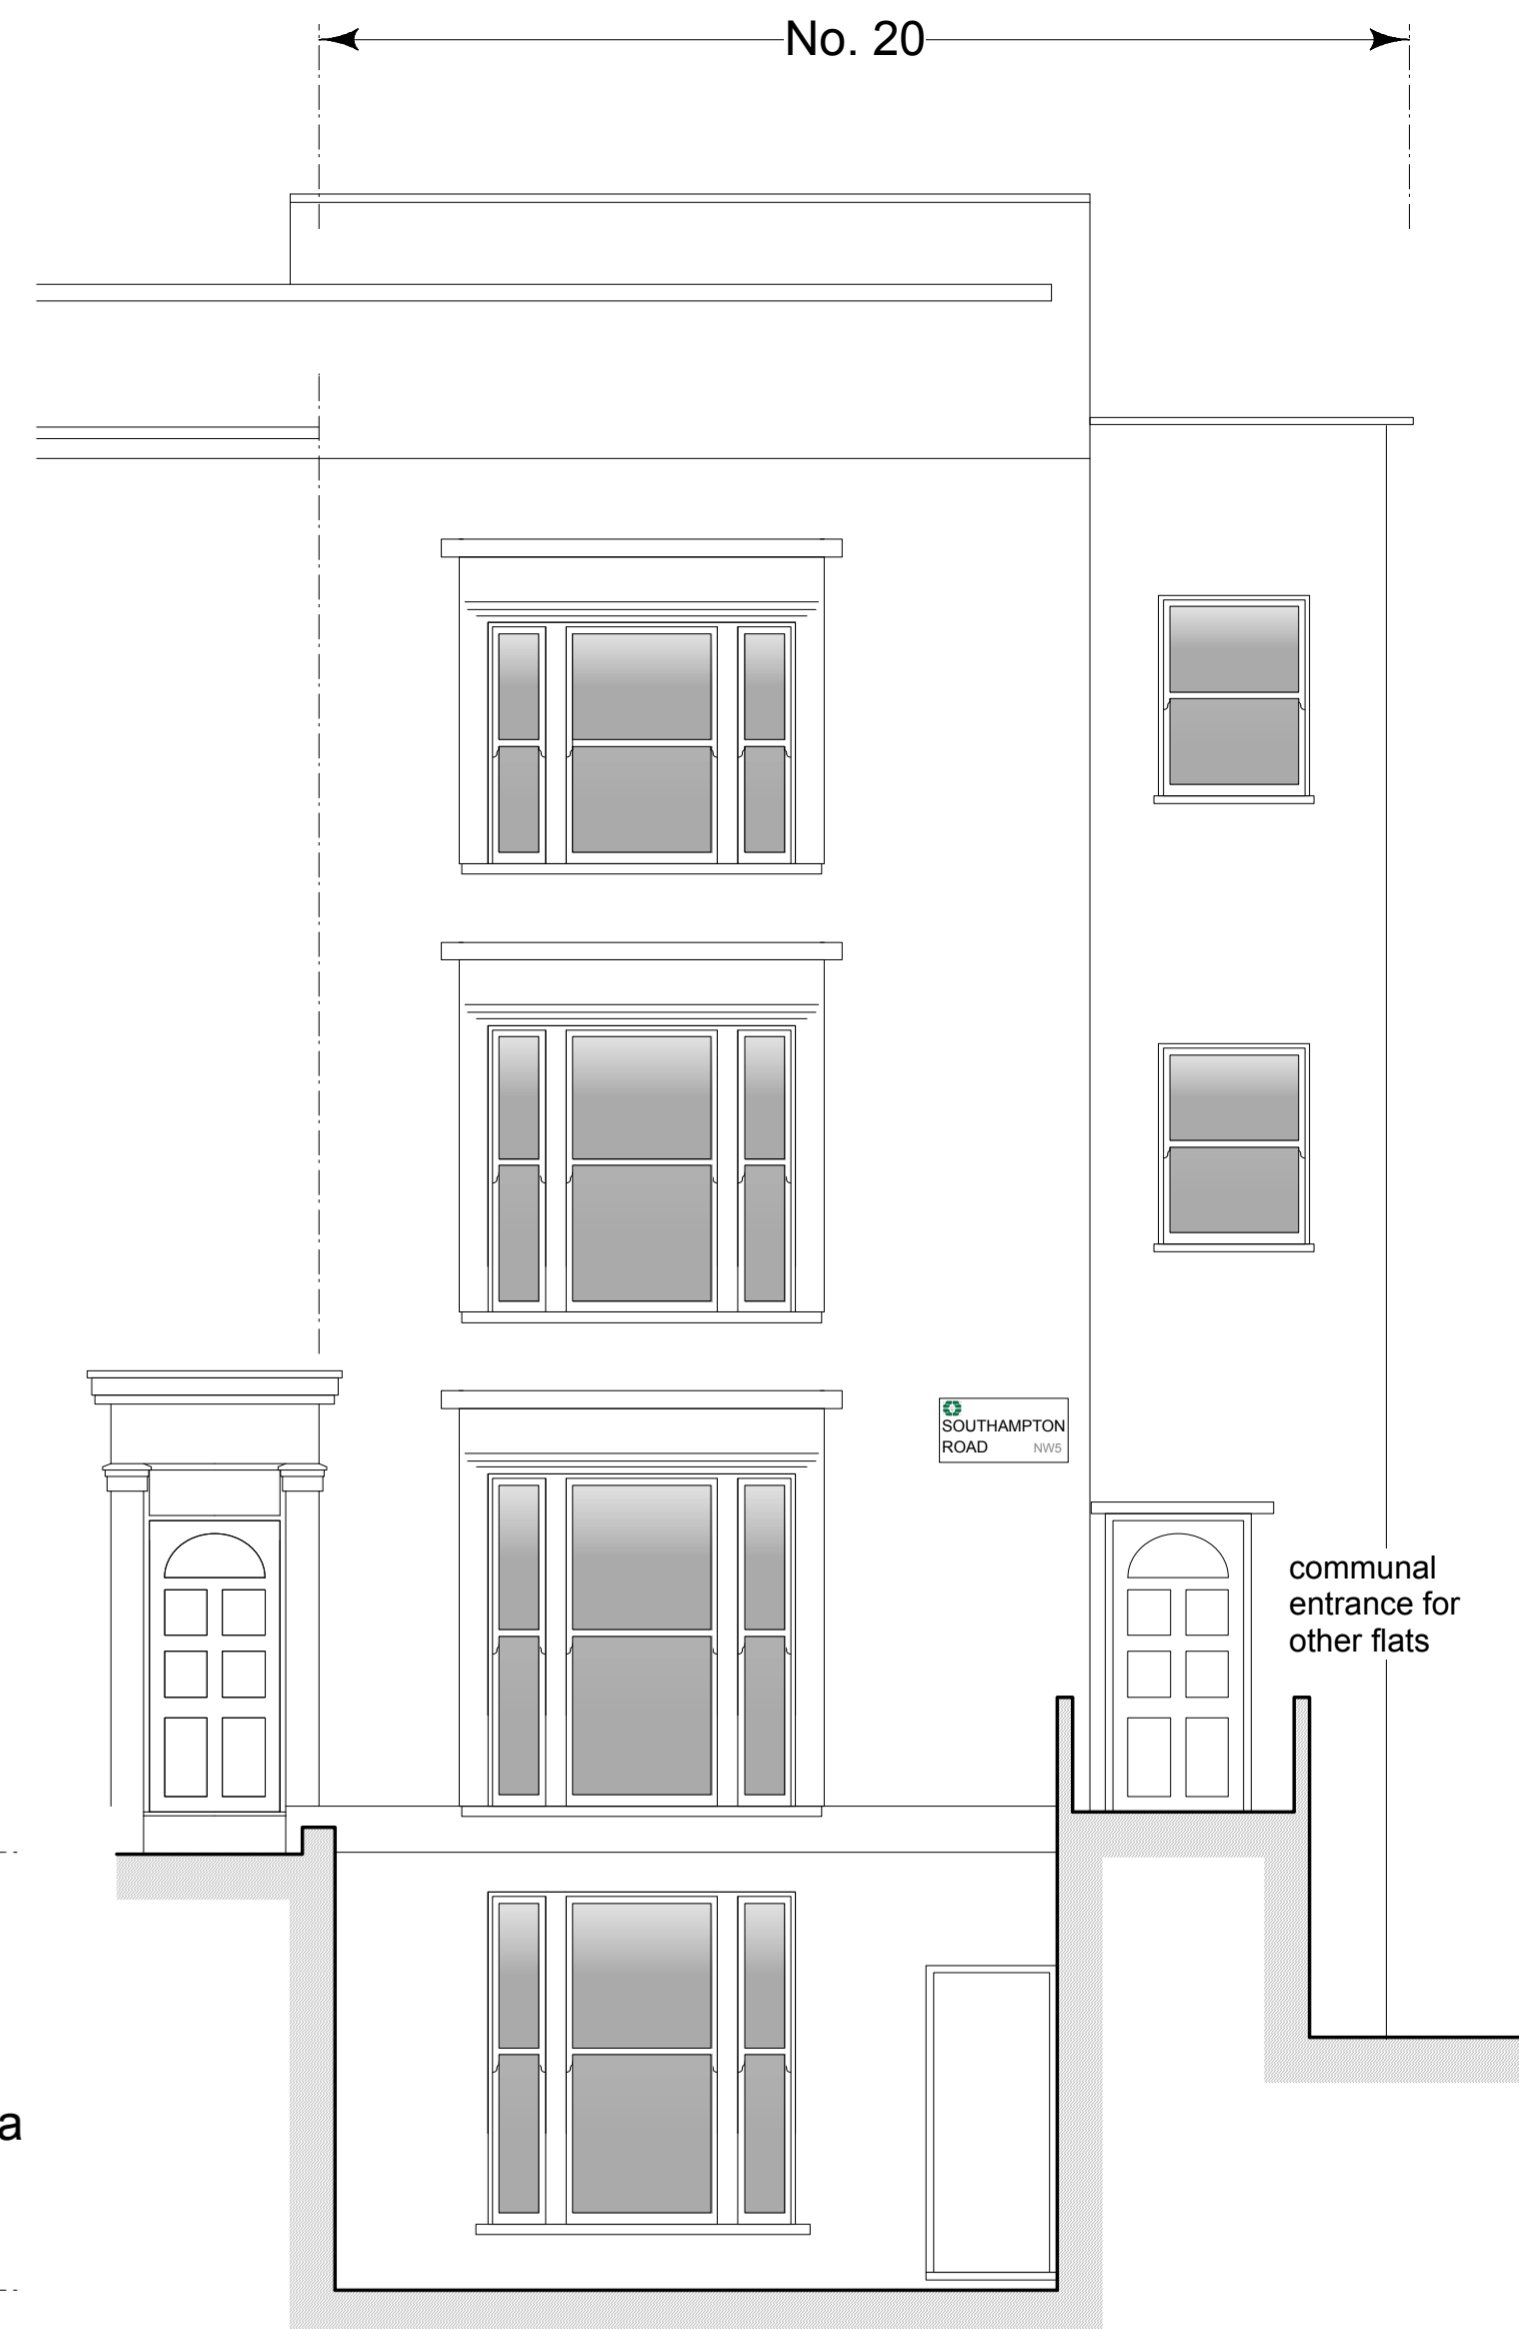 No. 20
SOUTHAMPTON
ROAD NW5
communal
entrance for
other flats
a